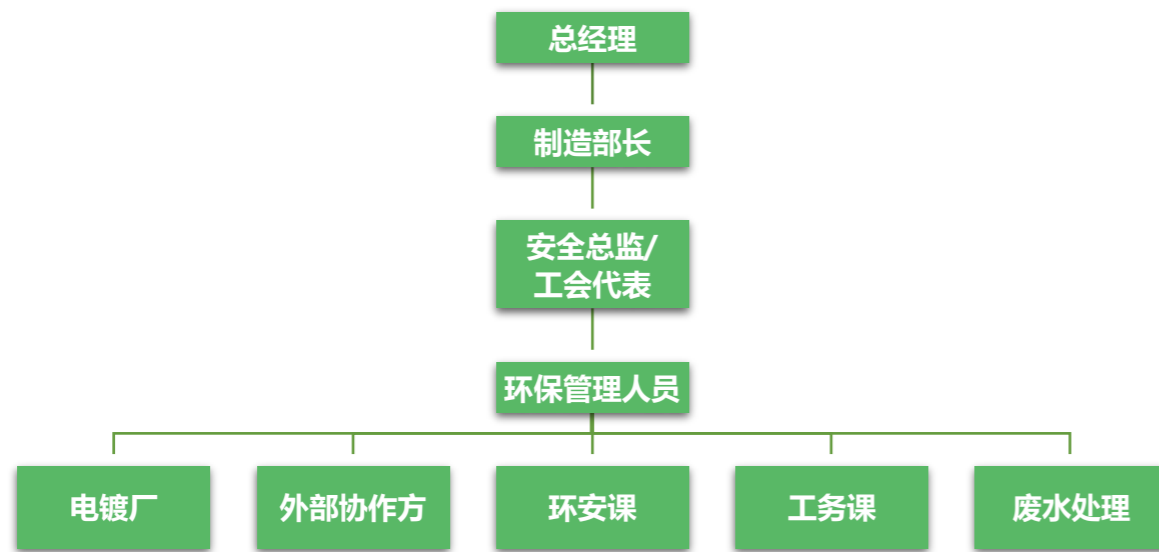 总经理
制造部长
安全总监/
工会代表
环保管理人员
电镀厂
外部协作方
环安课
工务课
废水处理